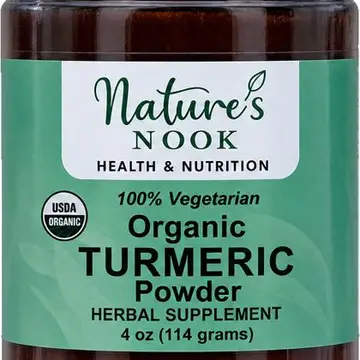 Nature's
NOOK
HEALTH & NUTRITION
100% Vegetarian
USDA
ORGANIC
Organic
TURMERIC
Powder
HERBAL SUPPLEMENT
4 oz (114 grams)